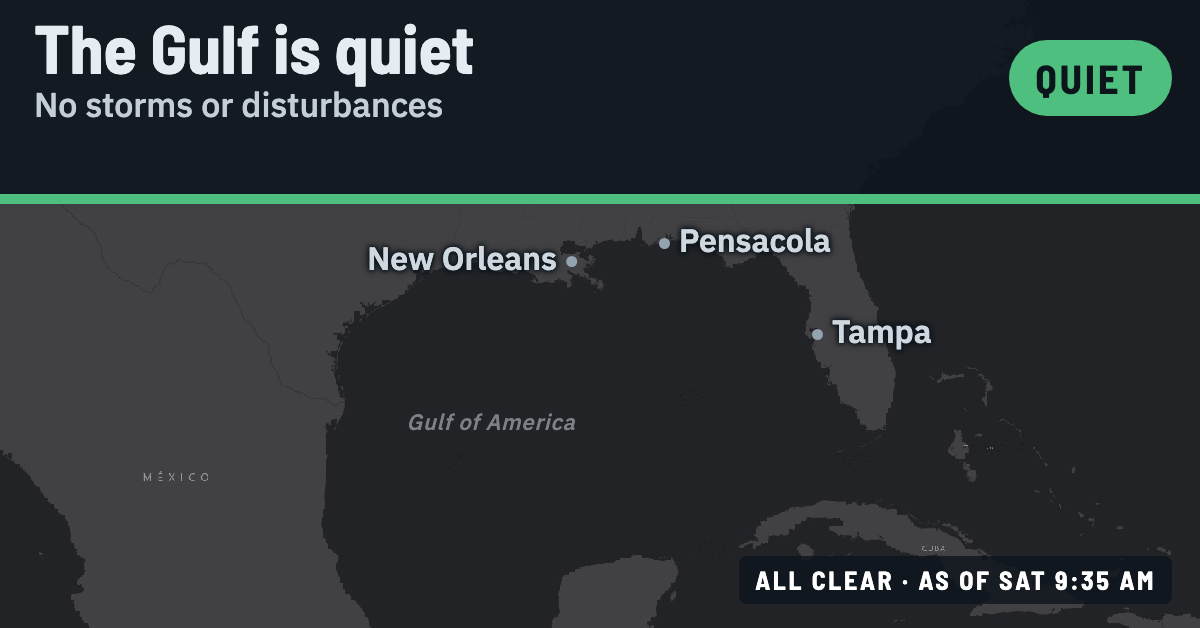 The Gulf is quiet
No storms or disturbances
QUIET
Pensacola
New Orleans
Tampa
Gulf of America
MÉXICO
CUBA
ALL CLEAR · AS OF SAT 9:35 AM